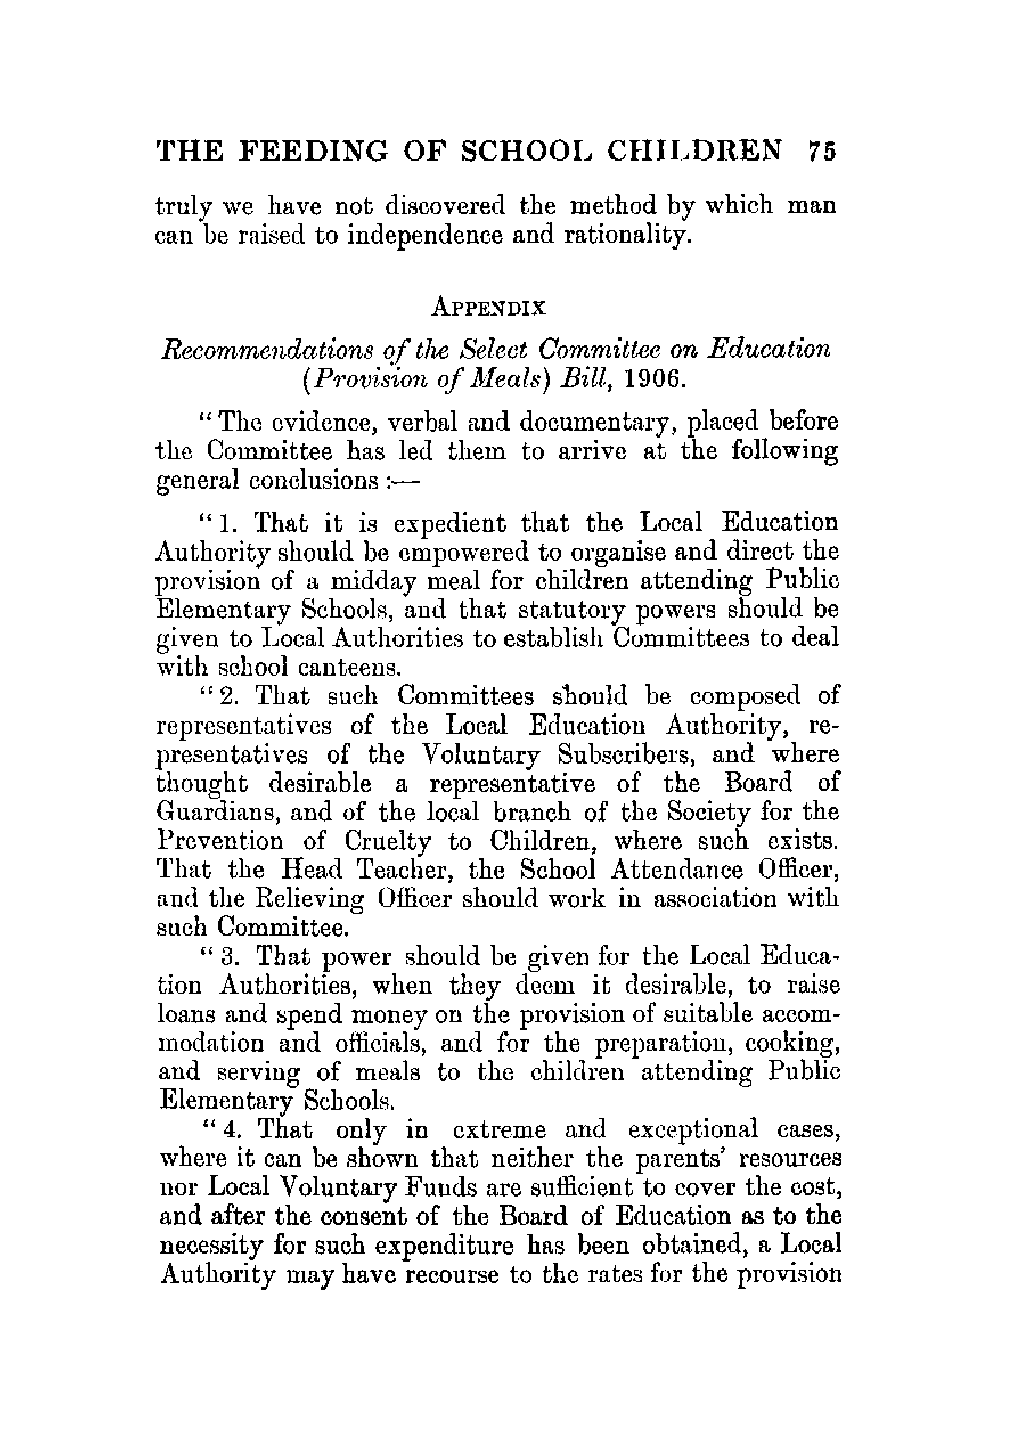 THE FEEDING OF SCHOOL CHILDREN 75
truly we have not discovered the method by which man
can be raised to independence and rationality.
APPENDIX
Recommendations of the Select Committee on Education
(Provision of Meals) Bill, 1906.
“The evidence, verbal and documentary, placed before
the Committee has led them to arrive at the following
general conclusions :—
“1. That it is expedient that the Local Education
Authority should be empowered to organise and direct the
provision of a midday meal for children attending Public
Elementary Schools, and that statutory powers should be
given to Local Authorities to establish Committees to deal
with school canteens.
“2. That such Committees should be composed of
representatives of the Local Education Authority, re-
presentatives of the Voluntary Subscribers, and where
thought desirable a representative of the Board of
Guardians, and of the local branch of the Society for the
Prevention of Cruelty to Children, where such exists.
That the Head Teacher, the School Attendance Officer,
and the Relieving Officer should work in association with
such Committee.
“3. That power should be given for the Local Educa-
tion Authorities, when they deem it desirable, to raise
loans and spend money on the provision of suitable accom-
modation and officials, and for the preparation, cooking,
and serving of meals to the children attending Public
Elementary Schools.
“4. That only in extreme and exceptional cases,
where it can be shown that neither the parents’ resources
nor Local Voluntary Funds are sufficient to cover the cost,
and after the consent of the Board of Education as to the
necessity for such expenditure has been obtained, a Local
Authority may have recourse to the rates for the provision